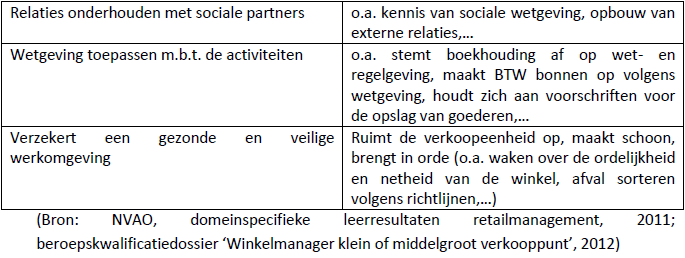 Relaties onderhouden met sociale partners
o.a. kennis van sociale wetgeving, opbouw van
externe relaties,…
Wetgeving toepassen m.b.t. de activiteiten
o.a. stemt boekhouding af op wet- en
regelgeving, maakt BTW bonnen op volgens
wetgeving, houdt zich aan voorschriften voor
de opslag van goederen,…
Verzekert een gezonde en veilige
werkomgeving
Ruimt de verkoopeenheid op, maakt schoon,
brengt in orde (o.a. waken over de ordelijkheid
en netheid van de winkel, afval sorteren
volgens richtlijnen,…)
(Bron: NVAO, domeinspecifieke leerresultaten retailmanagement, 2011;
beroepskwalificatiedossier ‘Winkelmanager klein of middelgroot verkooppunt’, 2012)